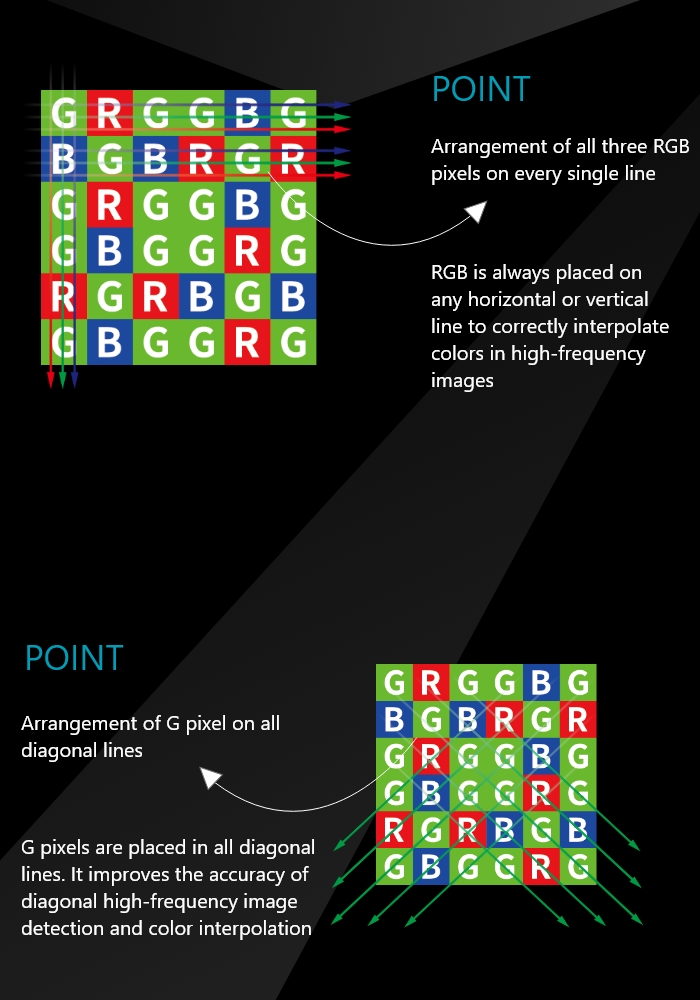 POINT
Arrangement of all three RGB
pixels on every single line
RGB is always placed on
any horizontal or vertical
line to correctly interpolate
colors in high-frequency
images
G R G G B G
B G B R G R
G R G G B G
G B G G R G
R G R B G B
G B G G R G
POINT
Arrangement of G pixel on all
diagonal lines
G pixels are placed in all diagonal
lines. It improves the accuracy of
diagonal high-frequency image
detection and color interpolation
G R G G B G
B G B R G R
G R G G B G
G B G G R G
R G R B G B
G B G G R G